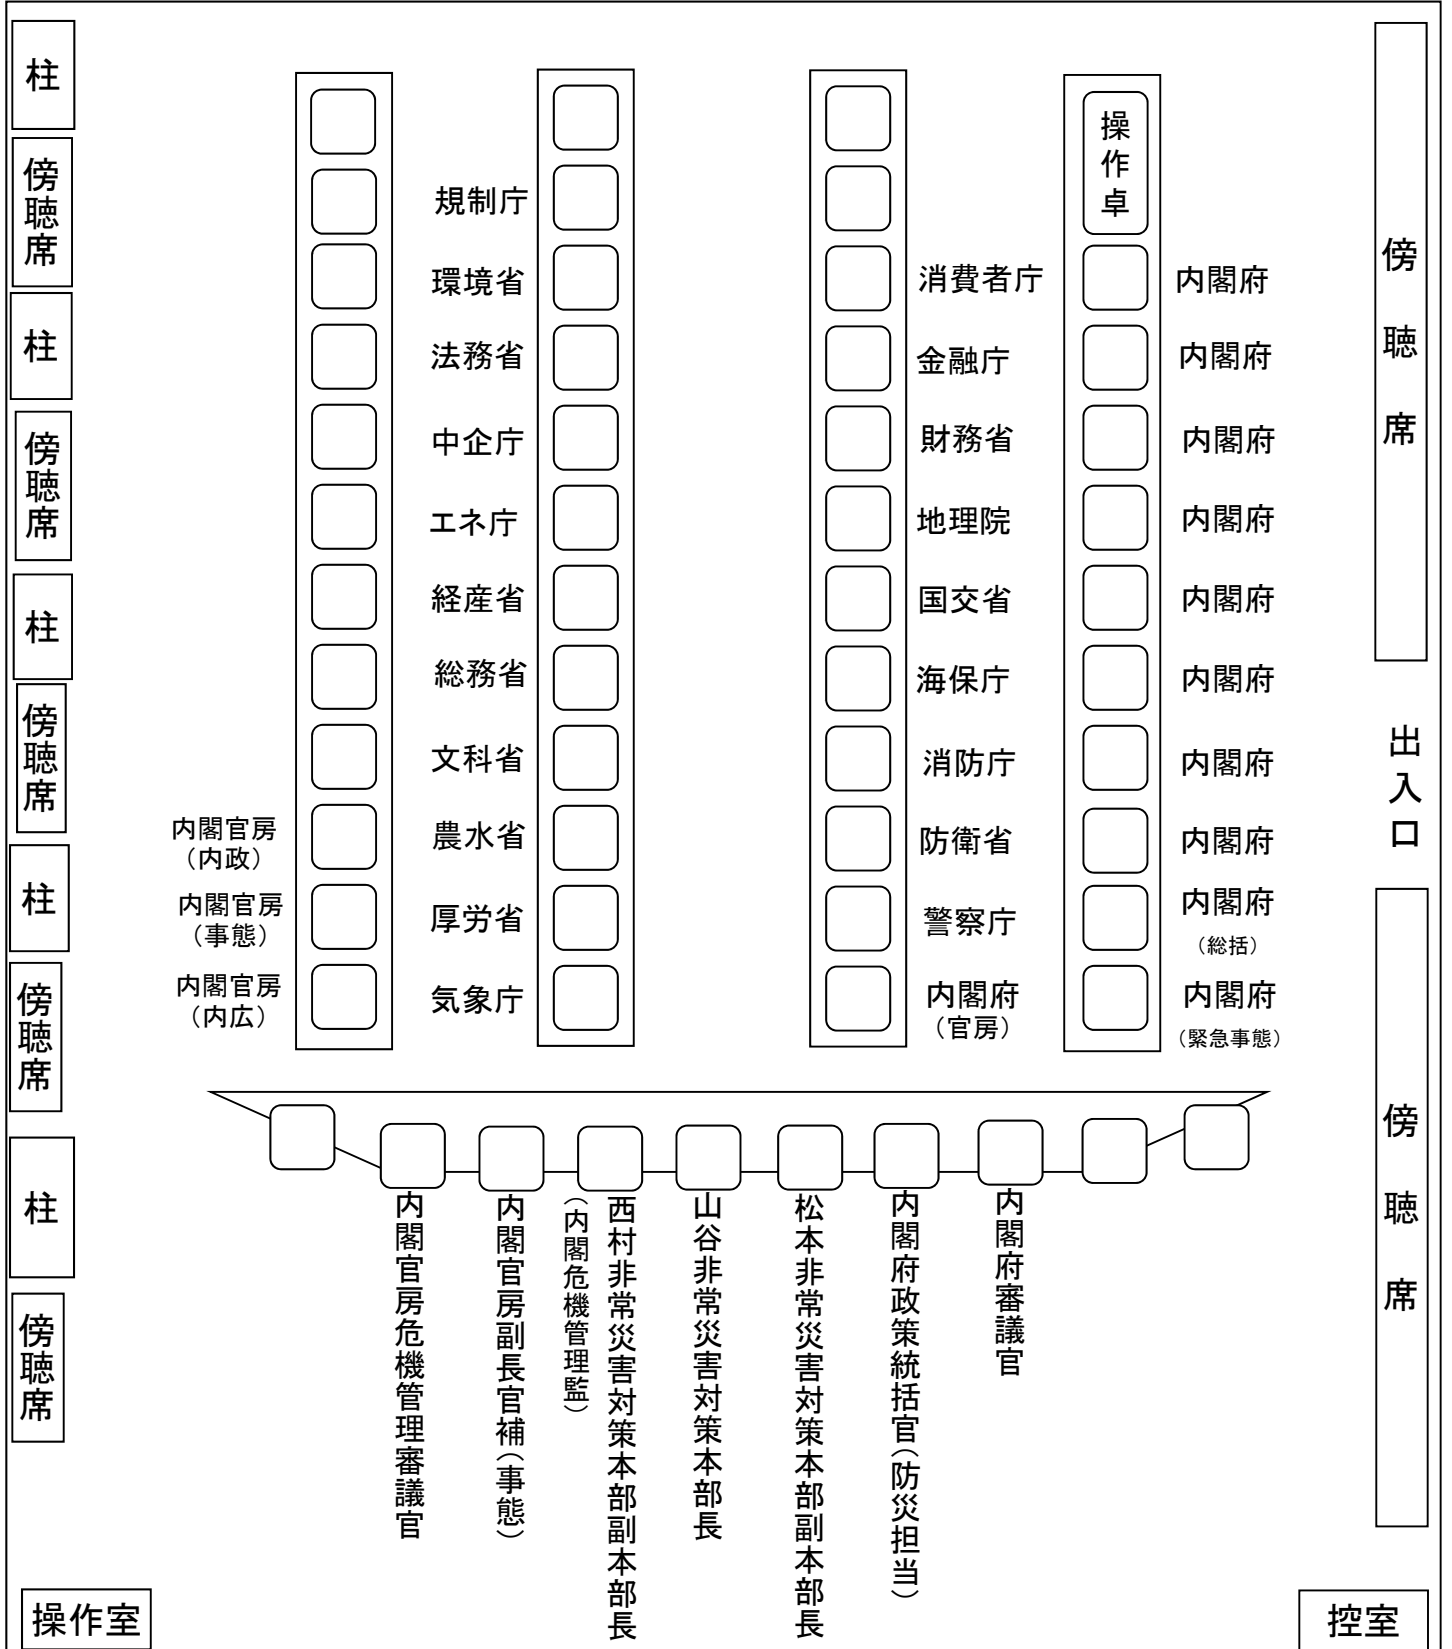 柱
傍聴席
柱
傍聴席
柱
傍聴席
柱
傍聴席
柱
傍聴席
内閣官房
（内政）
内閣官房
（事態）
内閣官房
（内広）
規制庁
環境省
法務省
中企庁
エネ庁
経産省
総務省
文科省
農水省
厚労省
気象庁
消費者庁
金融庁
財務省
地理院
国交省
海保庁
消防庁
防衛省
警察庁
内閣府
（官房）
操作卓
内閣府
内閣府
内閣府
内閣府
内閣府
内閣府
内閣府
内閣府
内閣府
（総括）
内閣府
（緊急事態）
傍聴席
出入口
傍聴席
内閣官房危機管理審議官
内閣官房副長官補（事態）
西村非常災害対策本部副本部長
（内閣危機管理監）
山谷非常災害対策本部長
松本非常災害対策本部副本部長
内閣府政策統括官（防災担当）
内閣府審議官
操作室
控室